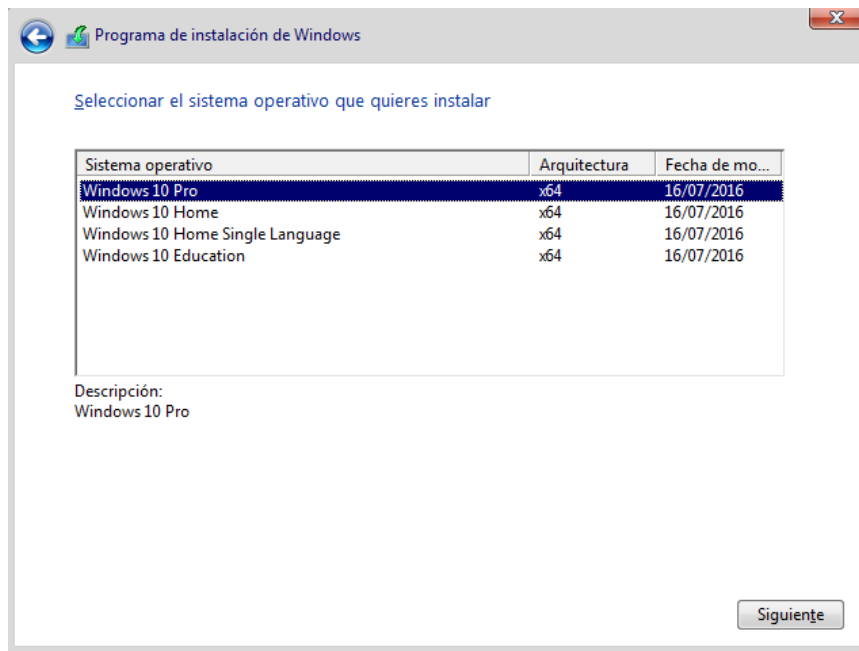 Programa de instalación de Windows
Seleccionar el sistema operativo que quieres instalar
Sistema operativo Arquitectura Fecha de mo...
Windows 10 Pro x64 16/07/2016
Windows 10 Home x64 16/07/2016
Windows 10 Home Single Language x64 16/07/2016
Windows 10 Education x64 16/07/2016
Descripción:
Windows 10 Pro
Siguiente